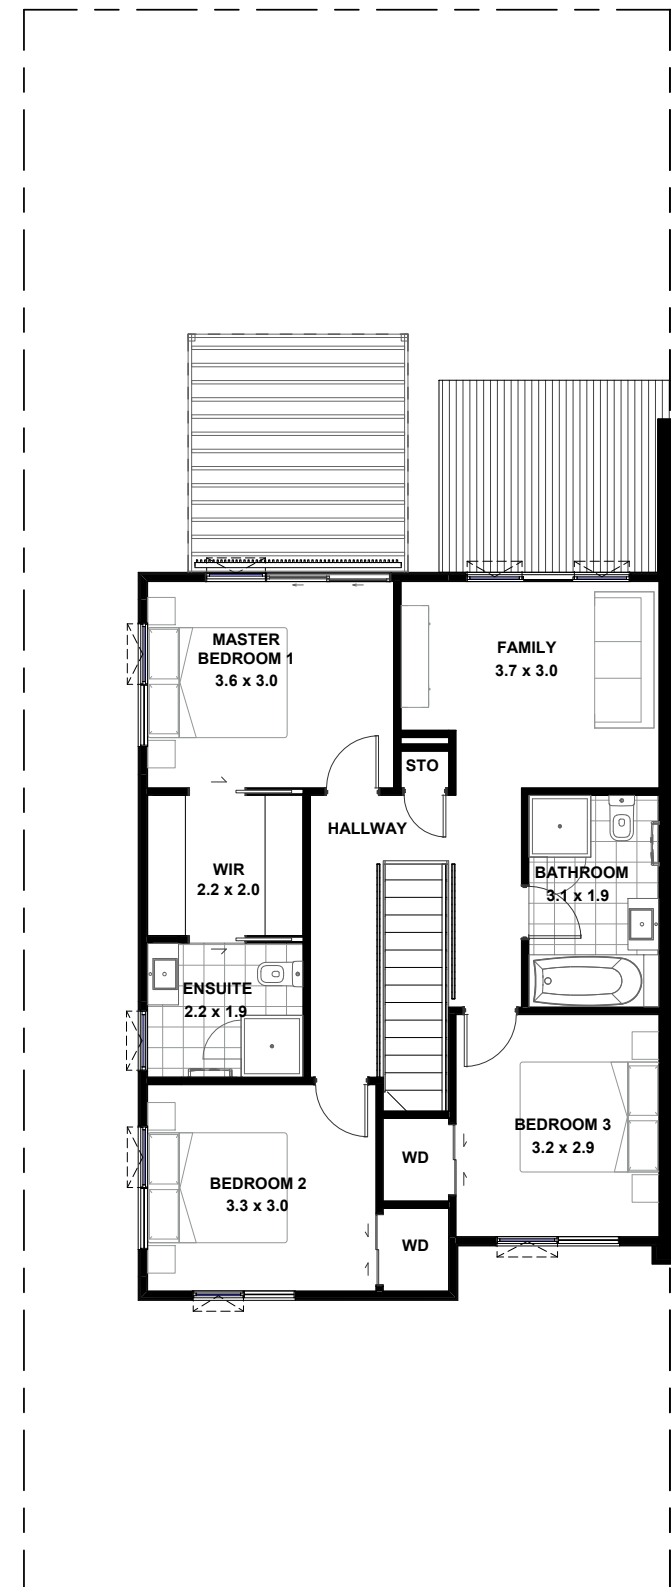 MASTER
BEDROOM 1
3.6 x 3.0
FAMILY
3.7 x 3.0
STO
HALLWAY
WIR
2.2 x 2.0
BATHROOM
3.1 x 1.9
ENSUITE
2.2 x 1.9
BEDROOM 3
3.2 x 2.9
WD
BEDROOM 2
3.3 x 3.0
WD